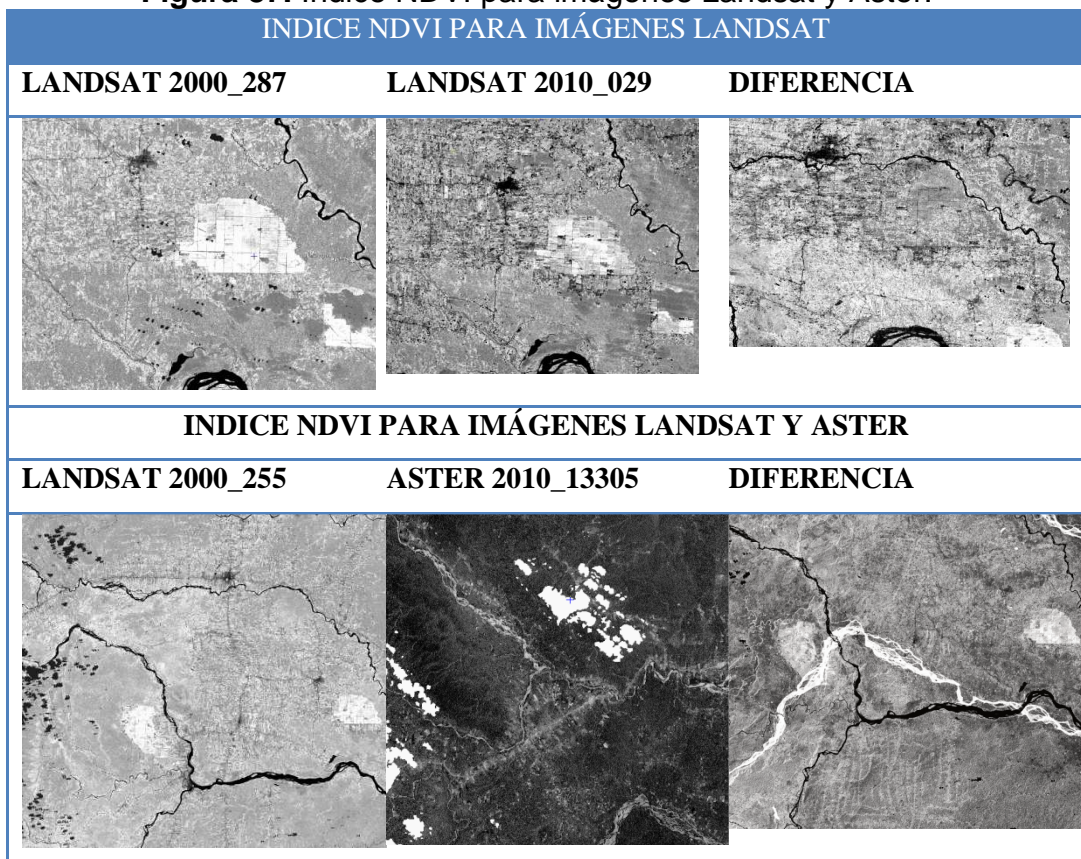 INDICE NDVI PARA IMÁGENES LANDSAT
LANDSAT 2000_287 LANDSAT 2010_029 DIFERENCIA
INDICE NDVI PARA IMÁGENES LANDSAT Y ASTER
LANDSAT 2000_255 ASTER 2010_13305 DIFERENCIA